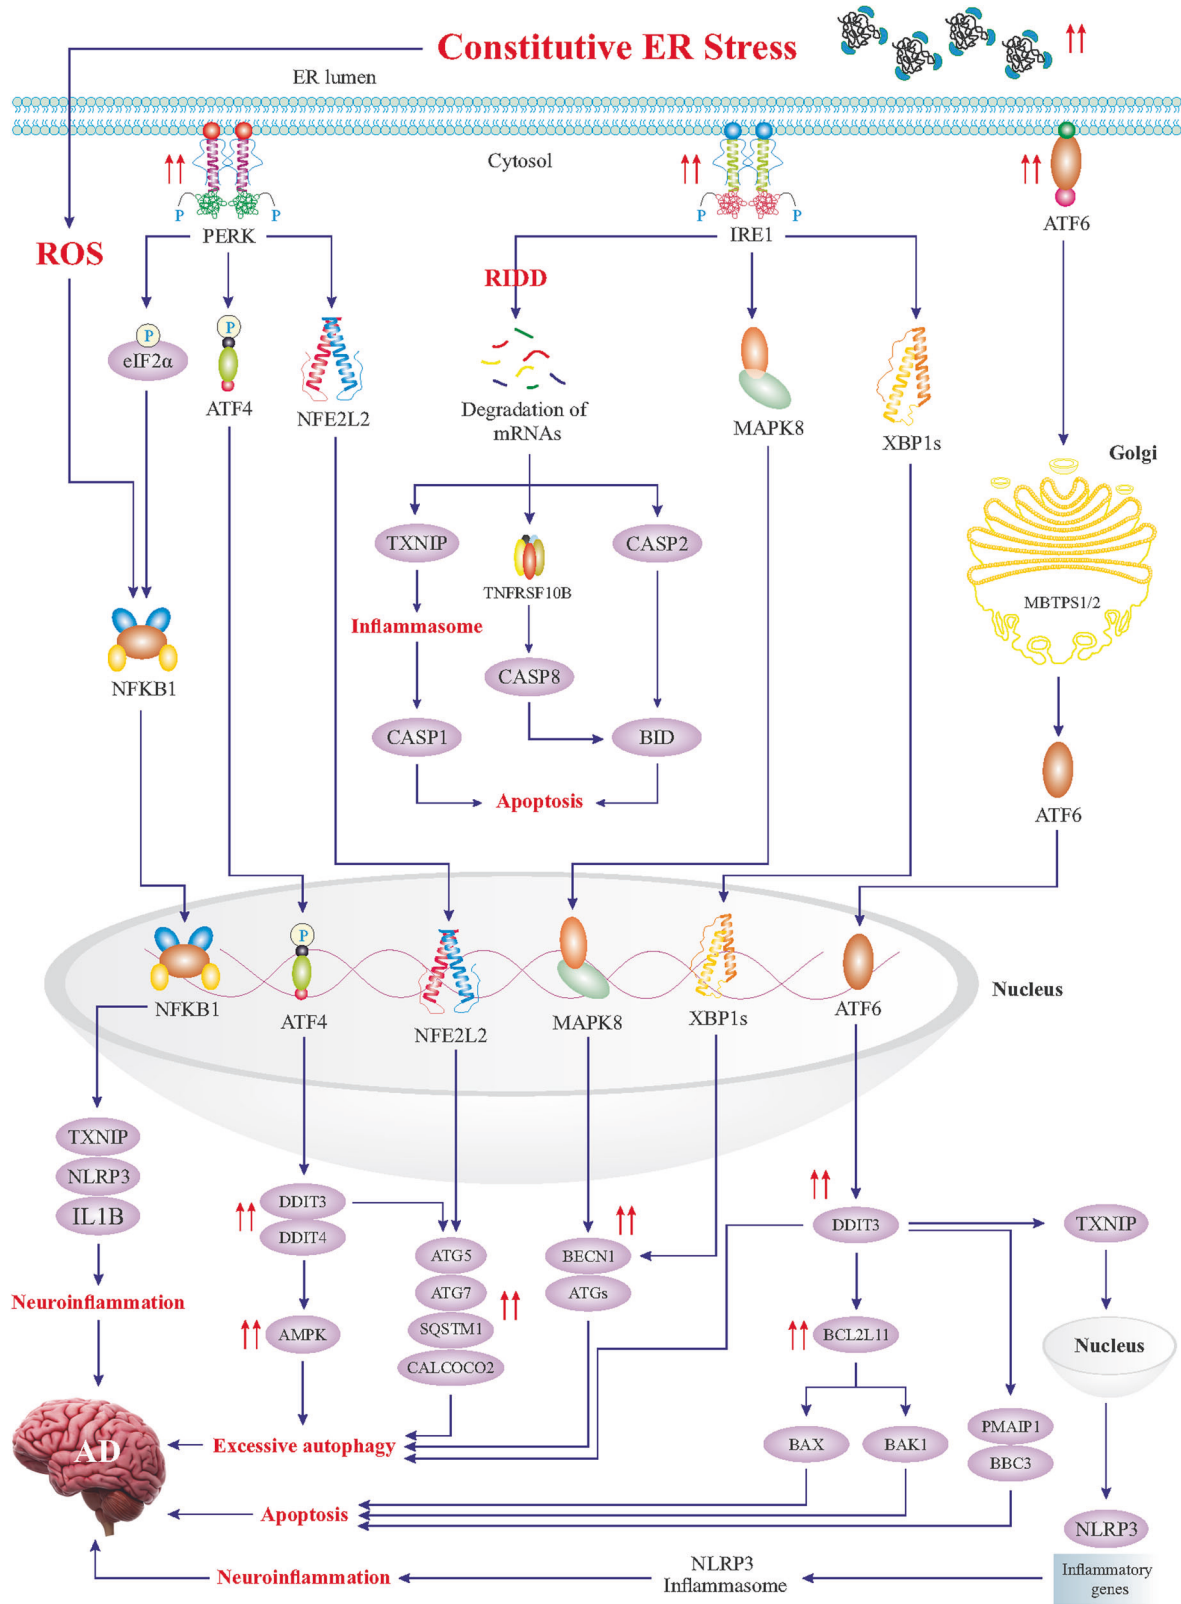 Constitutive ER Stress
ER lumen
Cytosol
P
P
P
P
PERK
IRE1
ATF6
ROS
RIDD
P
eIF2α
P
ATF4
NFE2L2
Degradation of
mRNAs
MAPK8
XBP1s
Golgi
MBTPS1/2
TXNIP
TNFRSF10B
CASP2
Inflammasome
CASP8
NFKB1
CASP1
BID
Apoptosis
ATF6
P
NFKB1
ATF4
NFE2L2
MAPK8
XBP1s
ATF6
Nucleus
TXNIP
NLRP3
IL1B
DDIT3
DDIT4
ATG5
ATG7
SQSTM1
CALCOCO2
BECN1
ATGs
DDIT3
TXNIP
Neuroinflammation
AMPK
BCL2L11
Nucleus
AD
Excessive autophagy
BAX
BAK1
PMAIP1
BBC3
Apoptosis
NLRP3
Neuroinflammation
NLRP3
Inflammasome
Inflammatory
genes